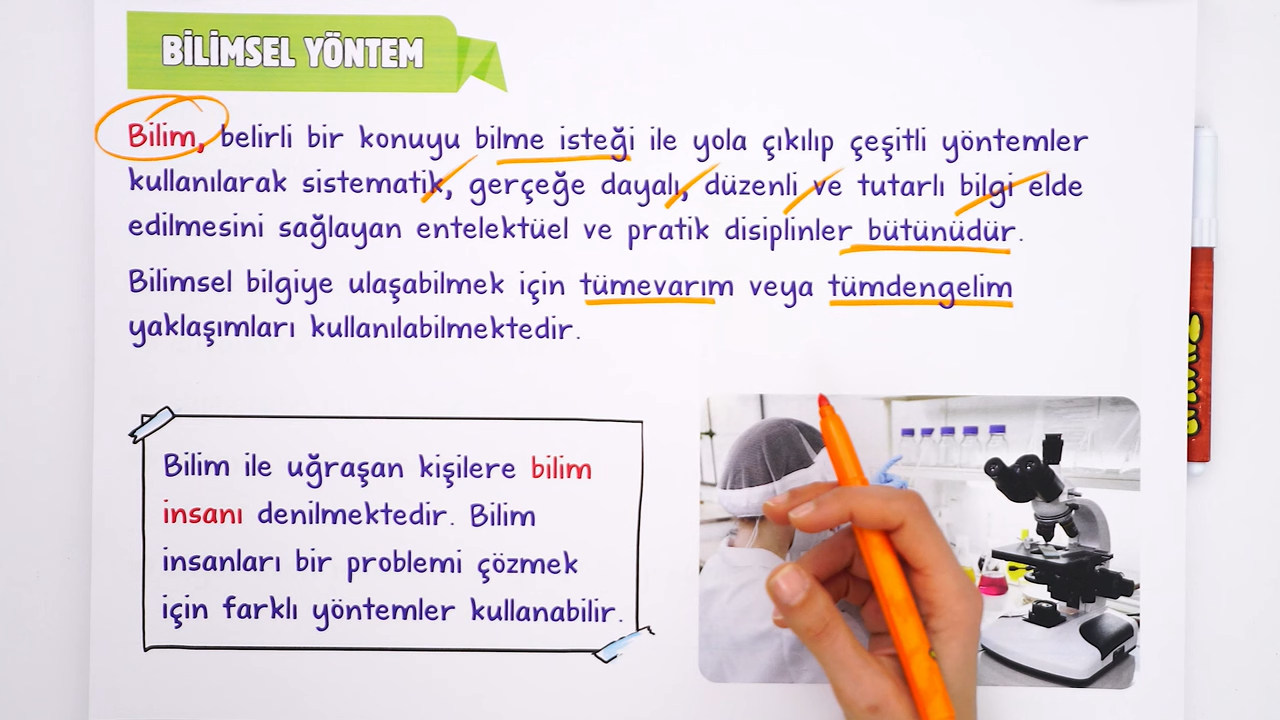 BİLİMSEL YÖNTEM
Bilim, belirli bir konuyu bilme isteği ile yola çıkılıp çeşitli yöntemler
kullanılarak sistematik, gerçeğe dayalı, düzenli ve tutarlı bilgi elde
edilmesini sağlayan entelektüel ve pratik disiplinler bütünüdür.
Bilimsel bilgiye ulaşabilmek için tümevarım veya tümdengelim
yaklaşımları kullanılabilmektedir.
Bilim ile uğraşan kişilere bilim
insanı denilmektedir. Bilim
insanları bir problemi çözmek
için farklı yöntemler kullanabilir.